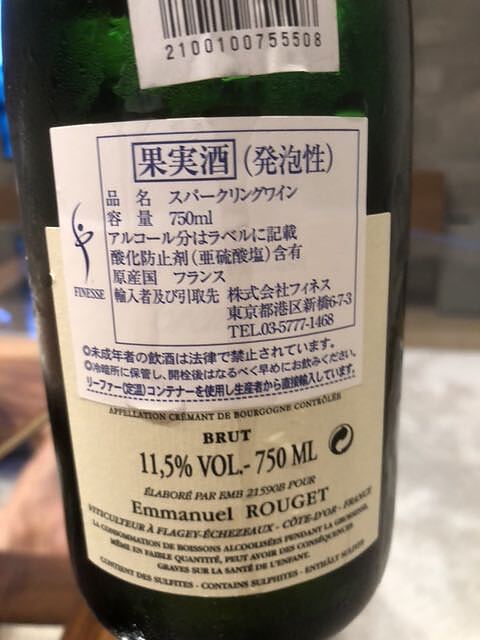 2100100755508
果実酒 (発泡性)
品名 スパークリングワイン
容量 750ml
アルコール分はラベルに記載
酸化防止剤(亜硫酸塩)含有
原産国 フランス
輸入者及び引取先 株式会社フィネス
東京都港区新橋6-7-3
TEL.03-5777-1468
FINESSE
◎未成年者の飲酒は法律で禁止されています。
◎冷暗所に保管し、開栓後はなるべく早めにお飲みください。
リーファー(定温)コンテナーを使用し生産者から直接輸入しています。
APPELLATION CRÉMANT DE BOURGOGNE CONTRÔLÉE
BRUT
11,5% VOL.- 750 ML
ÉLABORÉ PAR EMB 21590B POUR
Emmanuel ROUGET
VITICULTEUR À FLAGEY-ÉCHEZEAUX - CÔTE-D'OR - FRANCE
LA CONSOMMATION DE BOISSONS ALCOOLISÉES PENDANT LA GROSSESSE,
MÊME EN FAIBLE QUANTITÉ, PEUT AVOIR DES CONSÉQUENCES
GRAVES SUR LA SANTÉ DE L'ENFANT.
CONTIENT DES SULFITES - CONTAINS SULPHITES - ENTHÄLT SULFITE